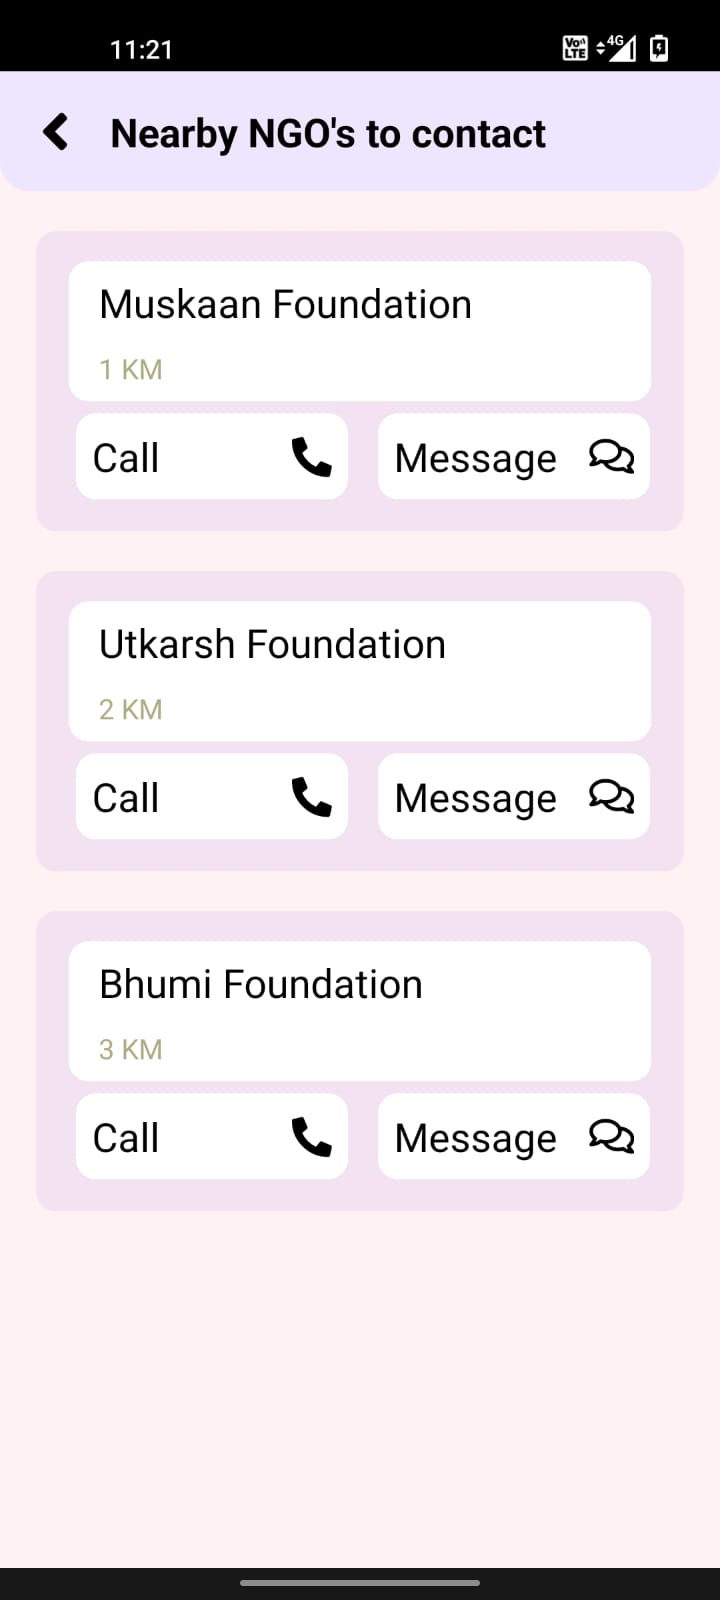 11:21
Vo LTE 4G
Nearby NGO's to contact
Muskaan Foundation
1 KM
Call Message
Utkarsh Foundation
2 KM
Call Message
Bhumi Foundation
3 KM
Call Message